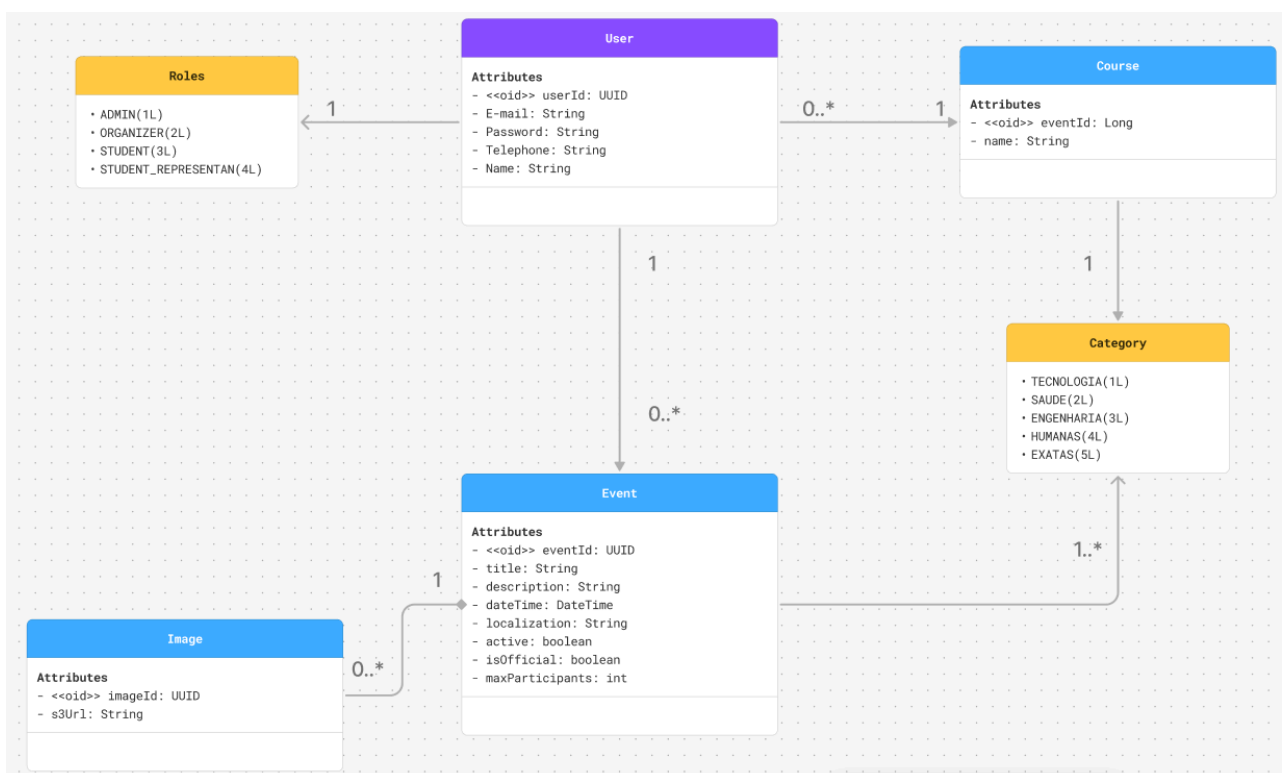 User
Attributes
- <<oid>> userId: UUID
- E-mail: String
- Password: String
- Telephone: String
- Name: String
Roles
• ADMIN(1L)
• ORGANIZER(2L)
• STUDENT(3L)
• STUDENT_REPRESENTAN(4L)
1
0..*
1
Course
Attributes
- <<oid>> eventId: Long
- name: String
1
0..*
1
Category
• TECNOLOGIA(1L)
• SAUDE(2L)
• ENGENHARIA(3L)
• HUMANAS(4L)
• EXATAS(5L)
1..*
Event
Attributes
- <<oid>> eventId: UUID
- title: String
- description: String
- dateTime: DateTime
- localization: String
- active: boolean
- isOfficial: boolean
- maxParticipants: int
1
0..*
Image
Attributes
- <<oid>> imageId: UUID
- s3Url: String